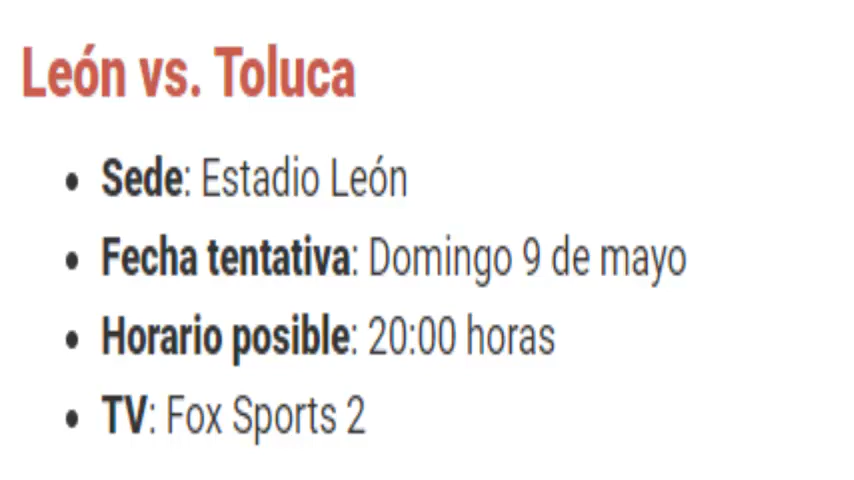 León vs. Toluca
• Sede: Estadio León
• Fecha tentativa: Domingo 9 de mayo
• Horario posible: 20:00 horas
• TV: Fox Sports 2